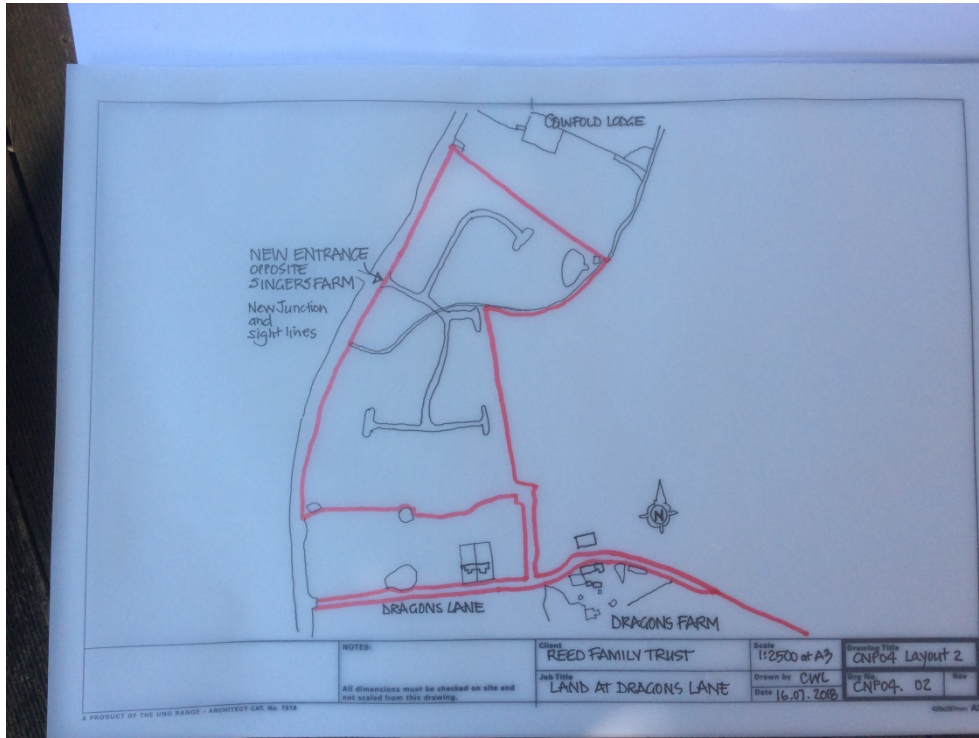 COWFOLD LODGE
NEW ENTRANCE
OPPOSITE
SINGERS FARM
New Junction
and
sight lines
N
DRAGONS LANE
DRAGONS FARM
NOTES:
All dimensions must be checked on site and
not scaled from this drawing.
Client
REED FAMILY TRUST
Job Title
LAND AT DRAGONS LANE
Scale
1:2500 at A3
Drawn by CWL
Date 16.07.2018
Drawing Title
CNP04 LAYOUT 2
Drg No.
CNP04. 02
Rev
A PRODUCT OF THE UNO RANGE - ARCHITECT CAT. No. 1918